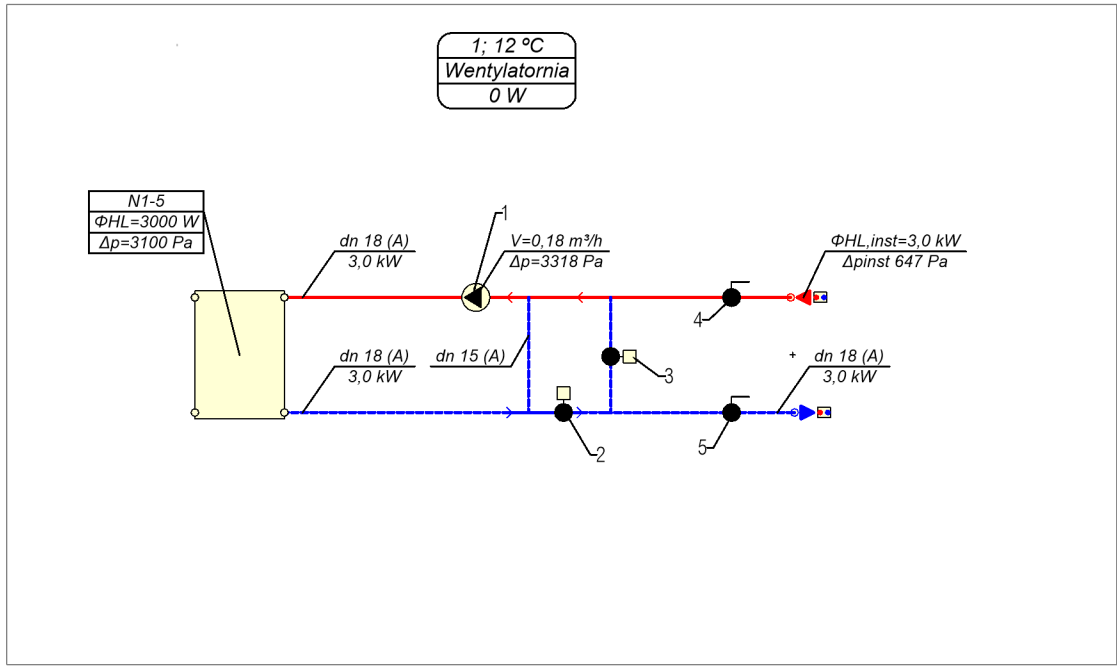 1; 12 ºC
Wentylatornia
0 W
N1-5
ΦHL=3000 W
Δp=3100 Pa
1
dn 18 (A)
3,0 kW
V=0,18 m³/h
Δp=3318 Pa
ΦHL,inst=3,0 kW
Δpinst 647 Pa
4
dn 18 (A)
3,0 kW
dn 15 (A)
3
+
dn 18 (A)
3,0 kW
2
5